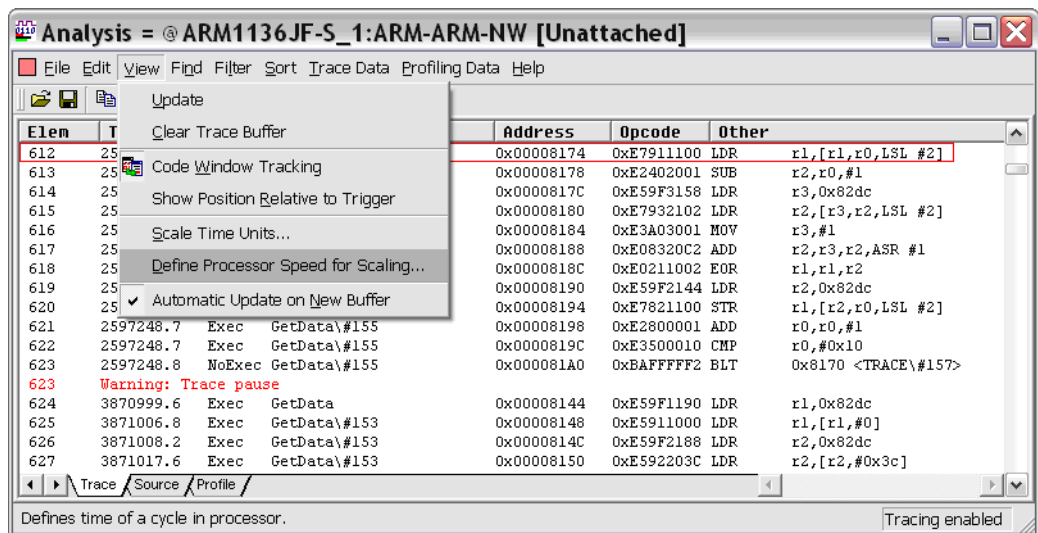 Analysis = @ARM1136JF-S_1:ARM-ARM-NW [Unattached]
File Edit View Find Filter Sort Trace Data Profiling Data Help
Update
Clear Trace Buffer
Code Window Tracking
Show Position Relative to Trigger
Scale Time Units...
Define Processor Speed for Scaling...
Automatic Update on New Buffer
Elem T Address Opcode Other
612 25 0x00008174 0xE7911100 LDR r1,[r1,r0,LSL #2]
613 25 0x00008178 0xE2402001 SUB r2,r0,#1
614 25 0x0000817C 0xE59F3158 LDR r3,0x82dc
615 25 0x00008180 0xE7932102 LDR r2,[r3,r2,LSL #2]
616 25 0x00008184 0xE3A03001 MOV r3,#1
617 25 0x00008188 0xE08320C2 ADD r2,r3,r2,ASR #1
618 25 0x0000818C 0xE0211002 EOR r1,r1,r2
619 25 0x00008190 0xE59F2144 LDR r2,0x82dc
620 25 0x00008194 0xE7821100 STR r1,[r2,r0,LSL #2]
621 2597248.7 Exec GetData\#155 0x00008198 0xE2800001 ADD r0,r0,#1
622 2597248.7 Exec GetData\#155 0x0000819C 0xE3500010 CMP r0,#0x10
623 2597248.8 NoExec GetData\#155 0x000081A0 0xBAFFFFF2 BLT 0x8170 <TRACE\#157>
623 Warning: Trace pause
624 3870999.6 Exec GetData 0x00008144 0xE59F1190 LDR r1,0x82dc
625 3871006.8 Exec GetData\#153 0x00008148 0xE5911000 LDR r1,[r1,#0]
626 3871008.2 Exec GetData\#153 0x0000814C 0xE59F2188 LDR r2,0x82dc
627 3871017.6 Exec GetData\#153 0x00008150 0xE592203C LDR r2,[r2,#0x3c]
Trace Source Profile
Defines time of a cycle in processor. Tracing enabled